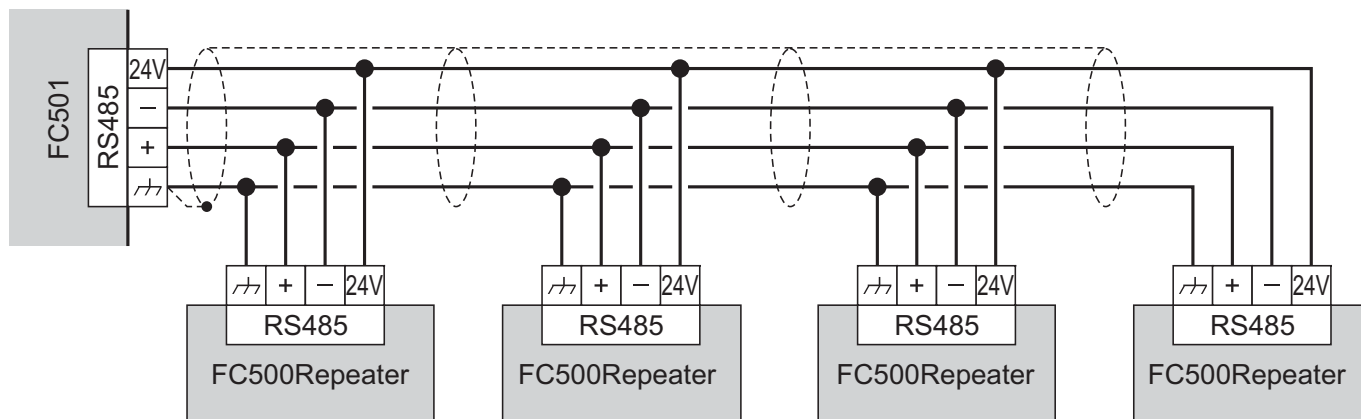 FC501
RS485
24V
−
+
+ − 24V
RS485
FC500Repeater
+ − 24V
RS485
FC500Repeater
+ − 24V
RS485
FC500Repeater
+ − 24V
RS485
FC500Repeater